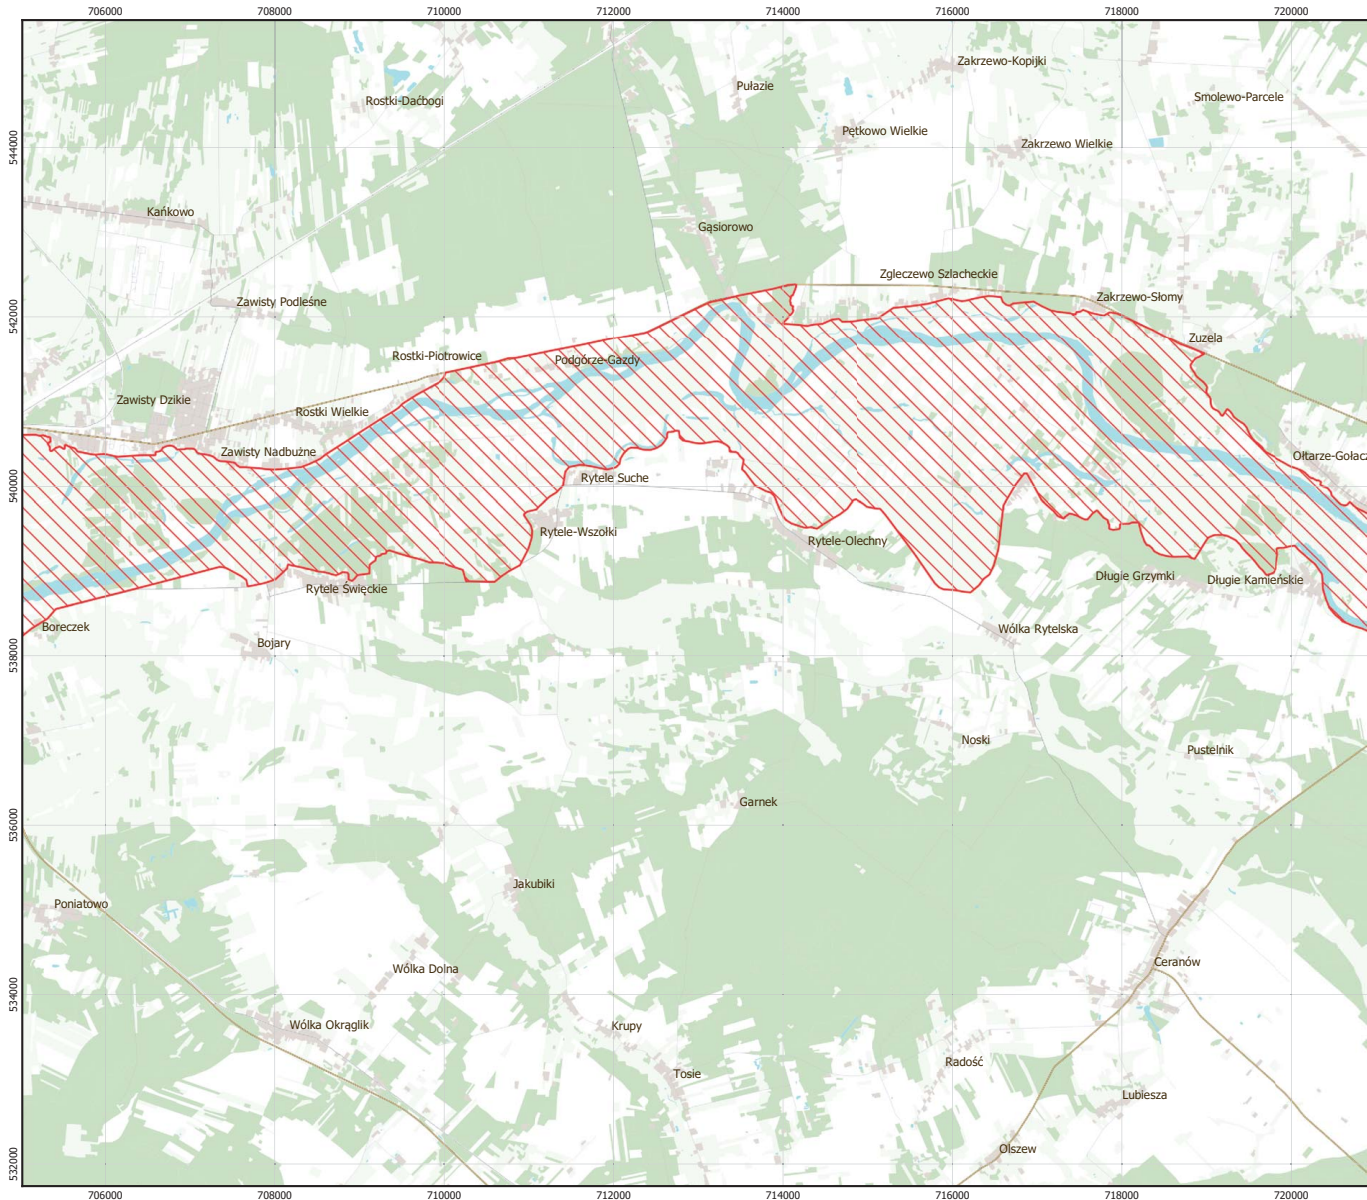 706000 708000 710000 712000 714000 716000 718000 720000
Zakrzewo-Kopijki
Pułazie
Rostki-Daćbogi
Smolewo-Parcele
Pętkowo Wielkie
Zakrzewo Wielkie
544000
Kańkowo
Gąsiorowo
Zgleczewo Szlacheckie
Zakrzewo-Słomy
Zawisty Podleśne
542000
Zuzela
Rostki-Piotrowice
Podgórze-Gazdy
Zawisty Dzikie
Rostki Wielkie
Zawisty Nadbużne
Ołtarze-Gołacz
540000
Rytele Suche
Rytele-Wszołki
Rytele-Olechny
Długie Grzymki
Długie Kamieńskie
Rytele Święckie
Boreczek
Wólka Rytelska
Bojary
538000
Noski
Pustelnik
Garnek
536000
Jakubiki
Poniatowo
Ceranów
Wólka Dolna
534000
Wólka Okrąglik
Krupy
Radość
Tosie
Lubiesza
Olszew
532000
706000 708000 710000 712000 714000 716000 718000 720000